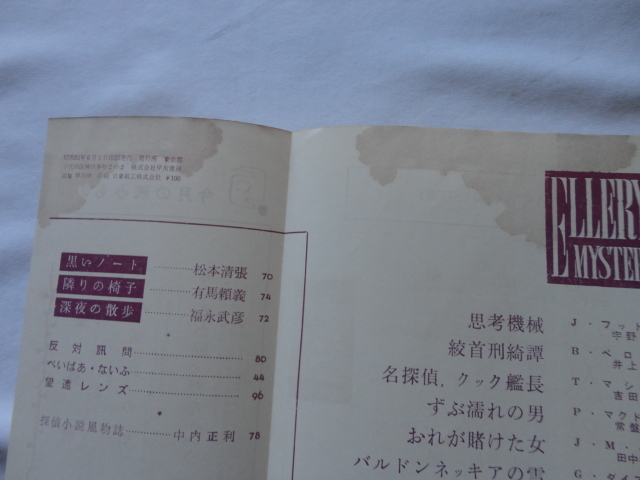 ¥100
黒いノート 松本清張 70
隣りの椅子 有馬頼義 74
深夜の散歩 福永武彦 72
反対訊問 80
ぺいぱあ・ないふ 44
望遠レンズ 96
探偵小説風物誌 中内正利 78
ELLERY
MYSTER
思考機械 J・フット
宇野
絞首刑綺譚 B・ペロ
井上
名探偵、クック艦長 T・マシ
吉田
ずぶ濡れの男 P・マクド
常盤
おれが賭けた女 J・M・
田中
バルドンネッキアの雪